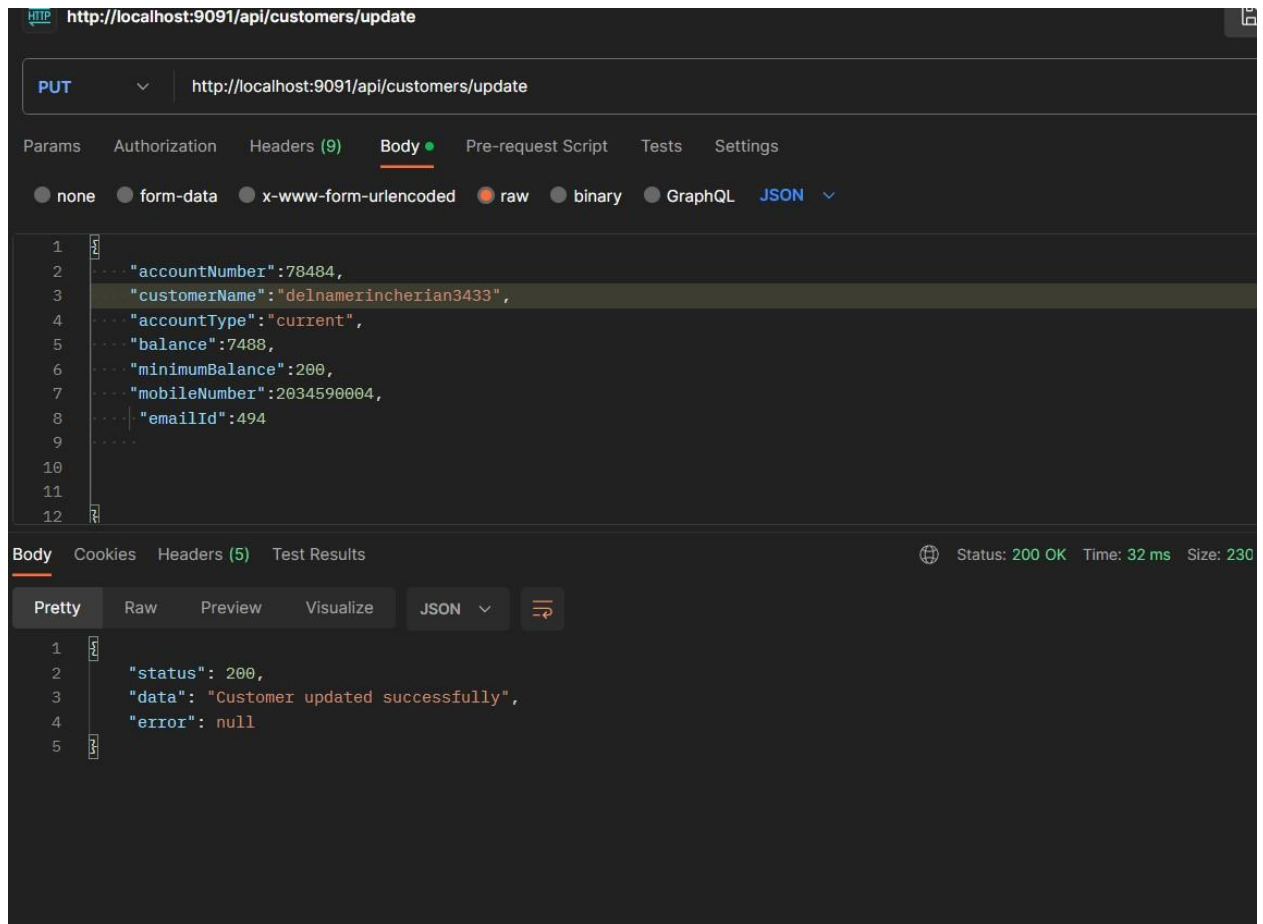 HTTP http://localhost:9091/api/customers/update
PUT http://localhost:9091/api/customers/update
Params Authorization Headers (9) Body Pre-request Script Tests Settings
none form-data x-www-form-urlencoded raw binary GraphQL JSON
1 {
2 "accountNumber":78484,
3 "customerName":"delnamerincherian3433",
4 "accountType":"current",
5 "balance":7488,
6 "minimumBalance":200,
7 "mobileNumber":2034590004,
8 "emailId":494
9
10
11
12 }
Body Cookies Headers (5) Test Results Status: 200 OK Time: 32 ms Size: 230
Pretty Raw Preview Visualize JSON
1 {
2 "status": 200,
3 "data": "Customer updated successfully",
4 "error": null
5 }